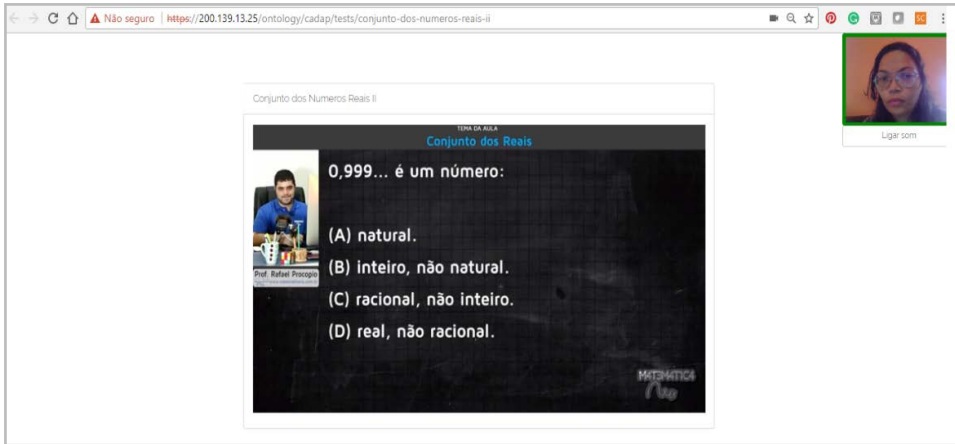 Não seguro
https://200.139.13.25/ontology/cadap/tests/conjunto-dos-numeros-reais-ii
SC
Conjunto dos Numeros Reais Ii
Ligar som
TEMA DA AULA
Conjunto dos Reais
0,999... é um número:
(A) natural.
(B) inteiro, não natural.
Prof. Rafael Procopio
(C) racional, não inteiro.
(D) real, não racional.
MATEMÁTICA
Rio